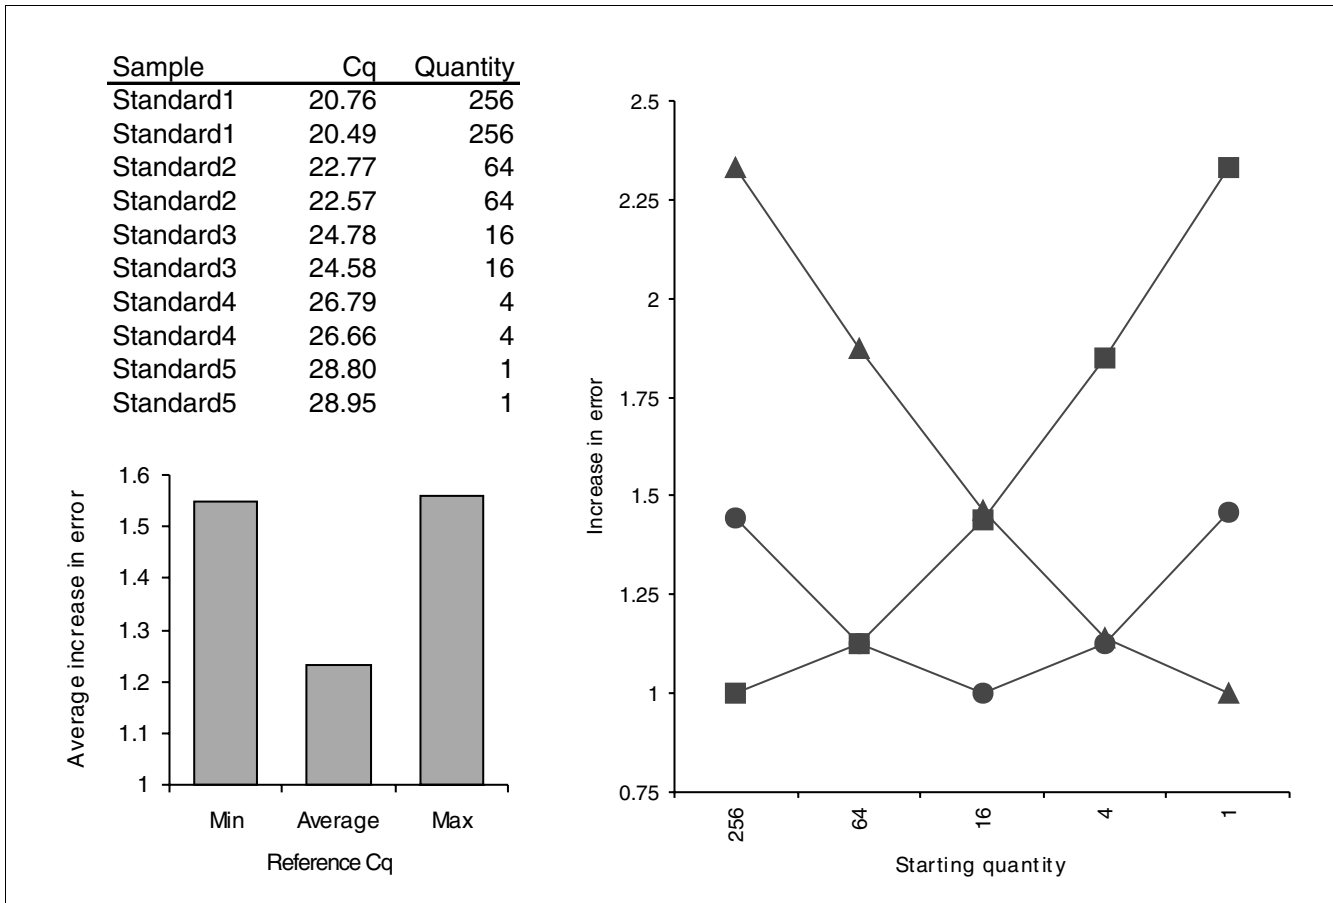 Sample Cq Quantity
Standard1 20.76 256
Standard1 20.49 256
Standard2 22.77 64
Standard2 22.57 64
Standard3 24.78 16
Standard3 24.58 16
Standard4 26.79 4
Standard4 26.66 4
Standard5 28.80 1
Standard5 28.95 1
Average increase in error
1.6
1.5
1.4
1.3
1.2
1.1
1
Min Average Max
Reference Cq
Increase in error
2.5
2.25
2
1.75
1.5
1.25
1
0.75
256 64 16 4 1
Starting quantity